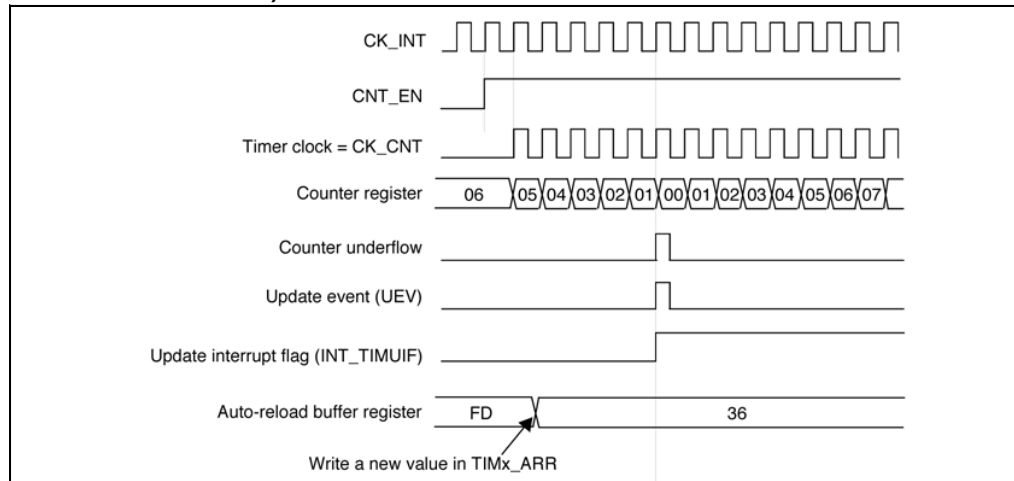 CK_INT
CNT_EN
Timer clock = CK_CNT
Counter register 06 05 04 03 02 01 00 01 02 03 04 05 06 07
Counter underflow
Update event (UEV)
Update interrupt flag (INT_TIMUIF)
Auto-reload buffer register FD 36
Write a new value in TIMx_ARR